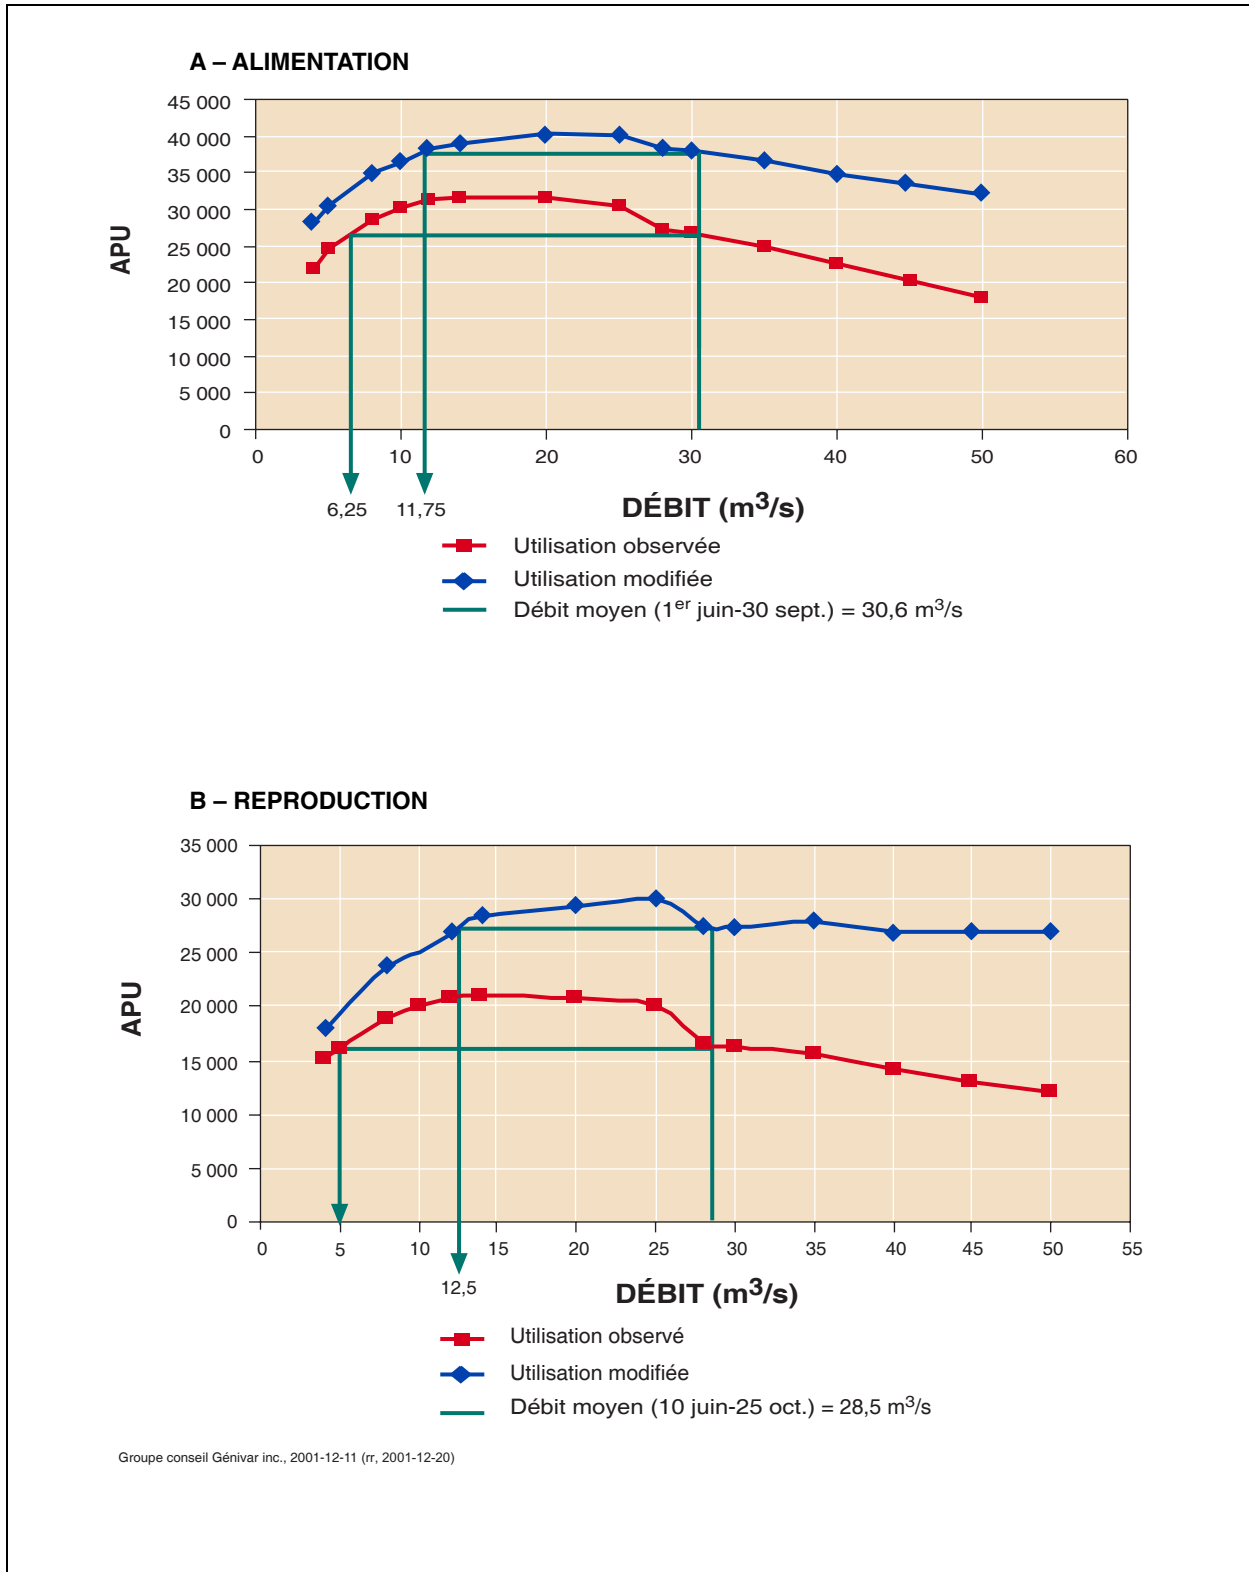 A – ALIMENTATION
45 000
40 000
35 000
30 000
25 000
20 000
15 000
10 000
5 000
0
APU
0 10 20 30 40 50 60
6,25 11,75
DÉBIT (m³/s)
Utilisation observée
Utilisation modifiée
Débit moyen (1er juin-30 sept.) = 30,6 m³/s
B – REPRODUCTION
35 000
30 000
25 000
20 000
15 000
10 000
5 000
0
APU
0 5 10 15 20 25 30 35 40 45 50 55
12,5
DÉBIT (m³/s)
Utilisation observé
Utilisation modifiée
Débit moyen (10 juin-25 oct.) = 28,5 m³/s
Groupe conseil Génivar inc., 2001-12-11 (rr, 2001-12-20)